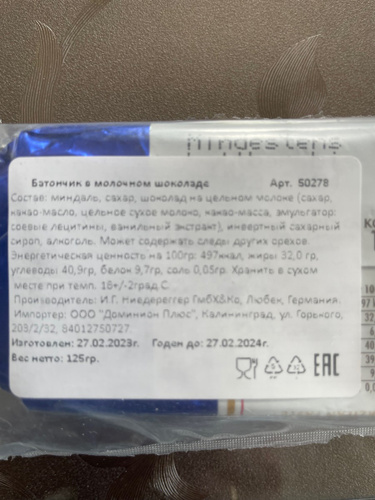 Mindestens
Батончик в молочном шоколаде Арт. 50278
Состав: миндаль, сахар, шоколад на цельном молоке (сахар,
какао-масло, цельное сухое молоко, какао-масса, эмульгатор:
соевые лецитины, ванильный экстракт), инвертный сахарный
сироп, алкоголь. Может содержать следы других орехов.
Энергетическая ценность на 100гр: 497ккал, жиры 32,0 гр,
углеводы 40,9гр, белок 9,7гр, соль 0,05гр. Хранить в сухом
месте при темп. 18+/-2град С.
Производитель: И.Г. Нидереггер ГмбХ&Ко, Любек, Германия.
Импортер: ООО "Доминион Плюс", Калининград, ул. Горького,
203/2/32, 84012750727.
Изготовлен: 27.02.2023г. Годен до: 27.02.2024г.
Вес нетто: 125гр.
EAC